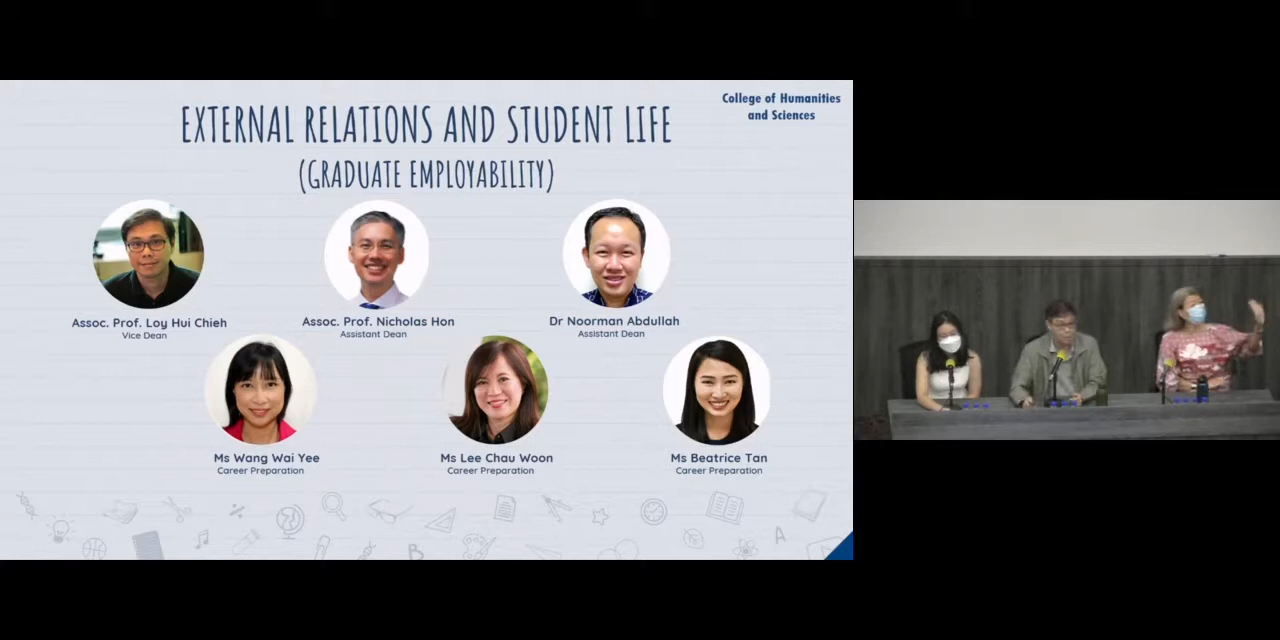 College of Humanities
and Sciences
EXTERNAL RELATIONS AND STUDENT LIFE
(GRADUATE EMPLOYABILITY)
Assoc. Prof. Loy Hui Chieh
Vice Dean
Assoc. Prof. Nicholas Hon
Assistant Dean
Dr Noorman Abdullah
Assistant Dean
Ms Wang Wai Yee
Career Preparation
Ms Lee Chau Woon
Career Preparation
Ms Beatrice Tan
Career Preparation
A
B